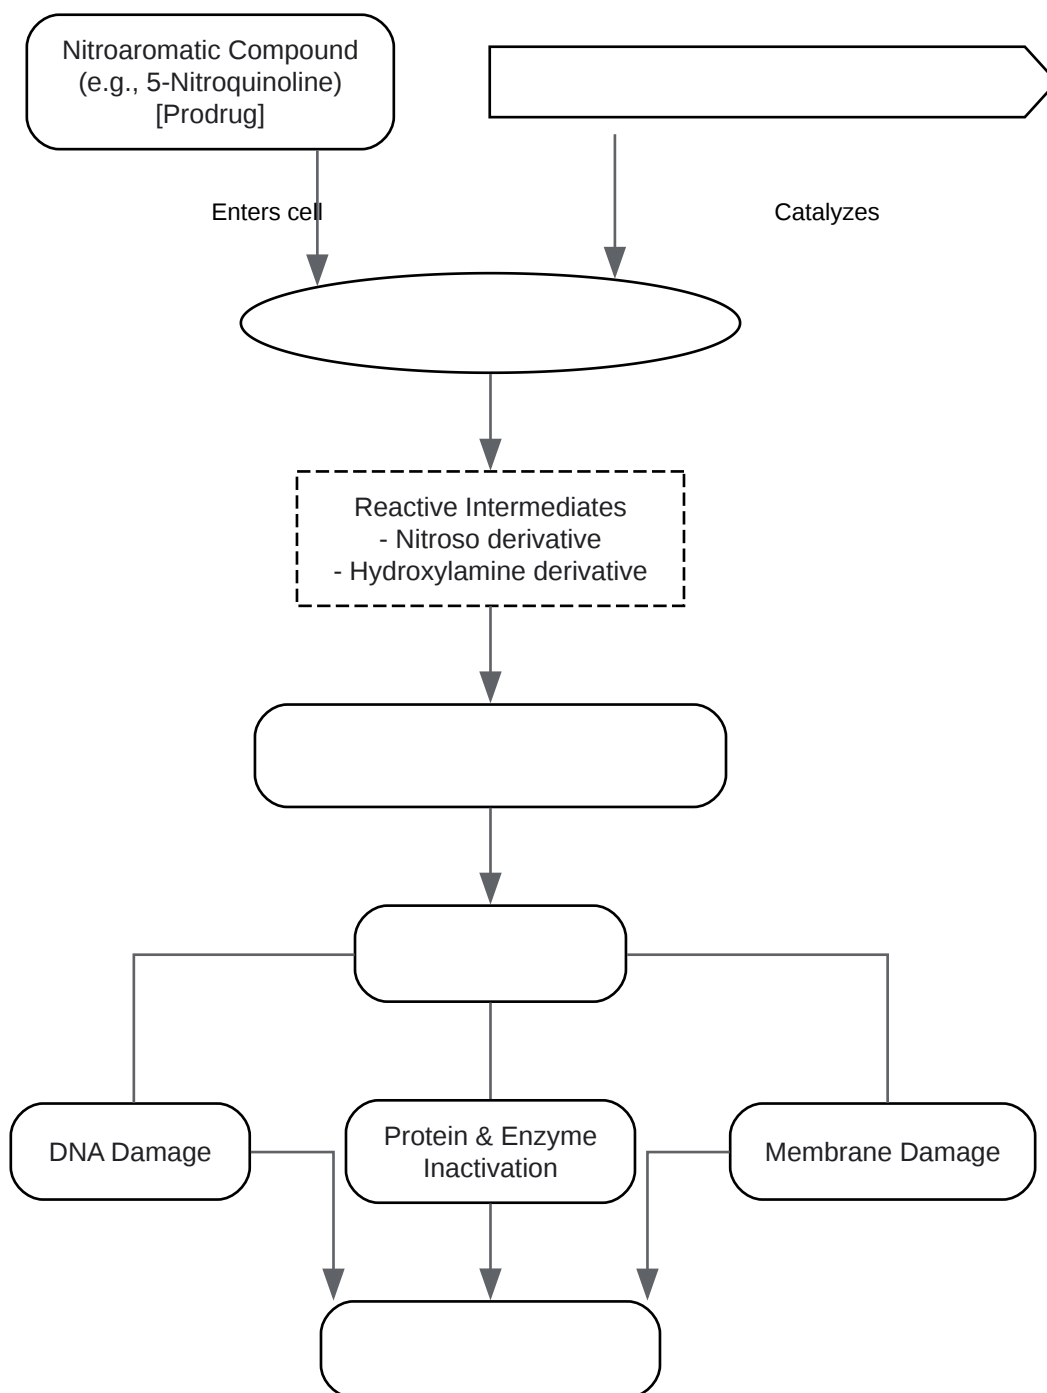 Nitroaromatic Compound
(e.g., 5-Nitroquinoline)
[Prodrug]
Enters cell
Catalyzes
Reactive Intermediates
- Nitroso derivative
- Hydroxylamine derivative
DNA Damage
Protein & Enzyme
Inactivation
Membrane Damage